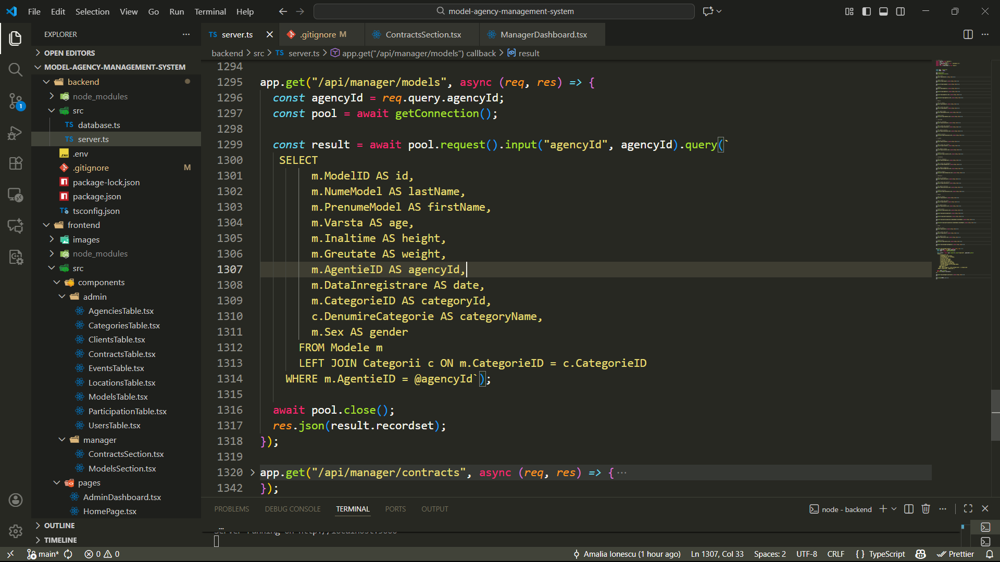 File Edit Selection View Go Run Terminal Help
model-agency-management-system
EXPLORER
OPEN EDITORS
MODEL-AGENCY-MANAGEMENT-SYSTEM
backend
node_modules
src
TS database.ts
TS server.ts
.env
.gitignore M
package-lock.json
package.json
TS tsconfig.json
frontend
images
node_modules
src
components
admin
AgenciesTable.tsx
CategoriesTable.tsx
ClientsTable.tsx
ContractsTable.tsx
EventsTable.tsx
LocationsTable.tsx
ModelsTable.tsx
ParticipationTable.tsx
UsersTable.tsx
manager
ContractsSection.tsx
ModelsSection.tsx
pages
AdminDashboard.tsx
HomePage.tsx
OUTLINE
TIMELINE
1
TS server.ts
.gitignore M
ContractsSection.tsx
ManagerDashboard.tsx
backend > src > TS server.ts > app.get("/api/manager/models") callback > result
1294
1295 app.get("/api/manager/models", async (req, res) => {
1296 const agencyId = req.query.agencyId;
1297 const pool = await getConnection();
1298
1299 const result = await pool.request().input("agencyId", agencyId).query(`
1300 SELECT
1301 m.ModelID AS id,
1302 m.NumeModel AS lastName,
1303 m.PrenumeModel AS firstName,
1304 m.Varsta AS age,
1305 m.Inaltime AS height,
1306 m.Greutate AS weight,
1307 m.AgentieID AS agencyId,
1308 m.DataInregistrare AS date,
1309 m.CategorieID AS categoryId,
1310 c.DenumireCategorie AS categoryName,
1311 m.Sex AS gender
1312 FROM Modele m
1313 LEFT JOIN Categorii c ON m.CategorieID = c.CategorieID
1314 WHERE m.AgentieID = @agencyId`);
1315
1316 await pool.close();
1317 res.json(result.recordset);
1318 });
1319
1320 app.get("/api/manager/contracts", async (req, res) => { ···
1342 });
PROBLEMS DEBUG CONSOLE TERMINAL PORTS OUTPUT
node - backend
main* 0 0
Amalia Ionescu (1 hour ago) Ln 1307, Col 33 Spaces: 2 UTF-8 CRLF { } TypeScript Prettier